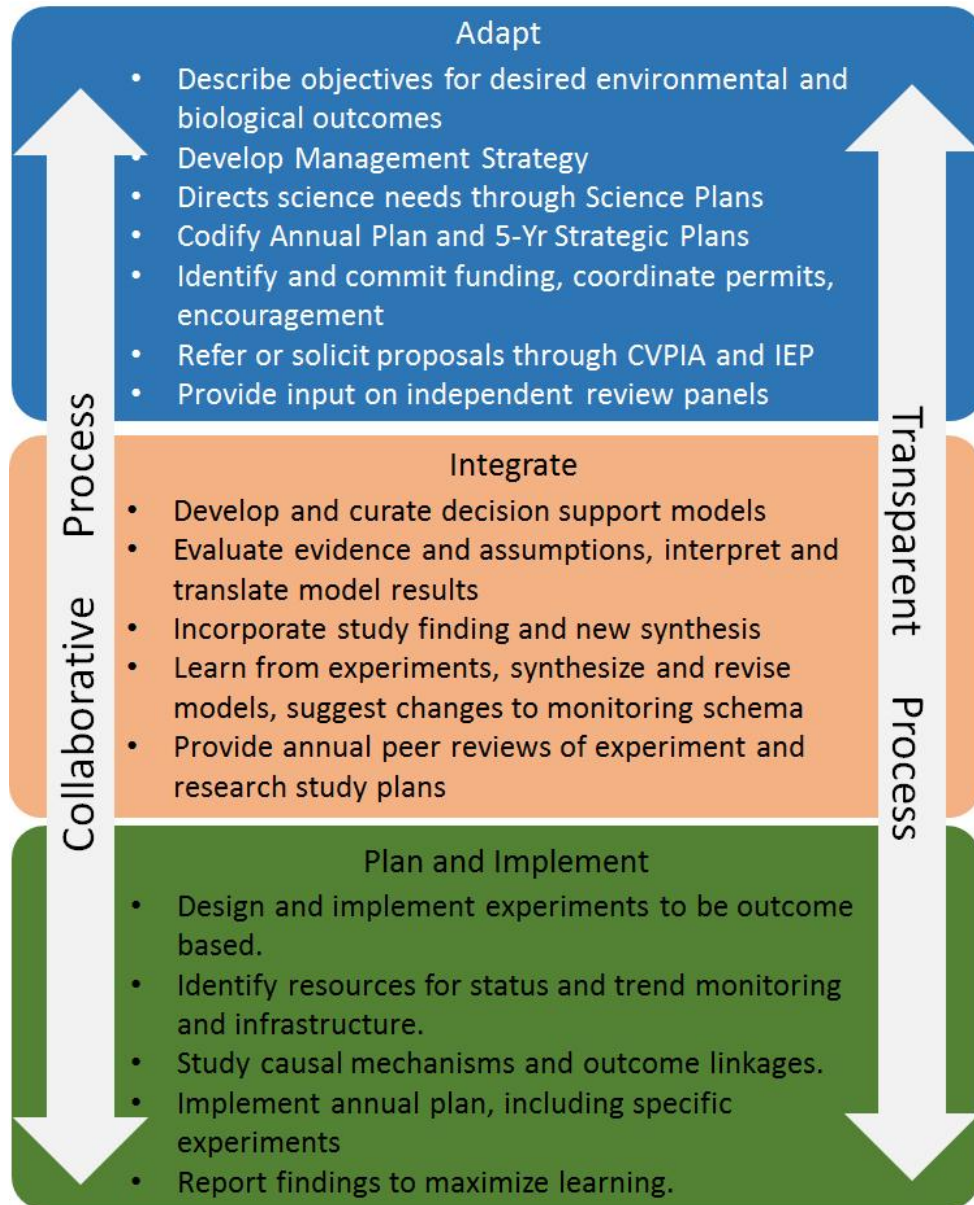 Adapt
• Describe objectives for desired environmental and
biological outcomes
• Develop Management Strategy
• Directs science needs through Science Plans
• Codify Annual Plan and 5-Yr Strategic Plans
• Identify and commit funding, coordinate permits,
encouragement
• Refer or solicit proposals through CVPIA and IEP
• Provide input on independent review panels
Integrate
• Develop and curate decision support models
• Evaluate evidence and assumptions, interpret and
translate model results
• Incorporate study finding and new synthesis
• Learn from experiments, synthesize and revise
models, suggest changes to monitoring schema
• Provide annual peer reviews of experiment and
research study plans
Plan and Implement
• Design and implement experiments to be outcome
based.
• Identify resources for status and trend monitoring
and infrastructure.
• Study causal mechanisms and outcome linkages.
• Implement annual plan, including specific
experiments
• Report findings to maximize learning.
Collaborative Process
Transparent Process